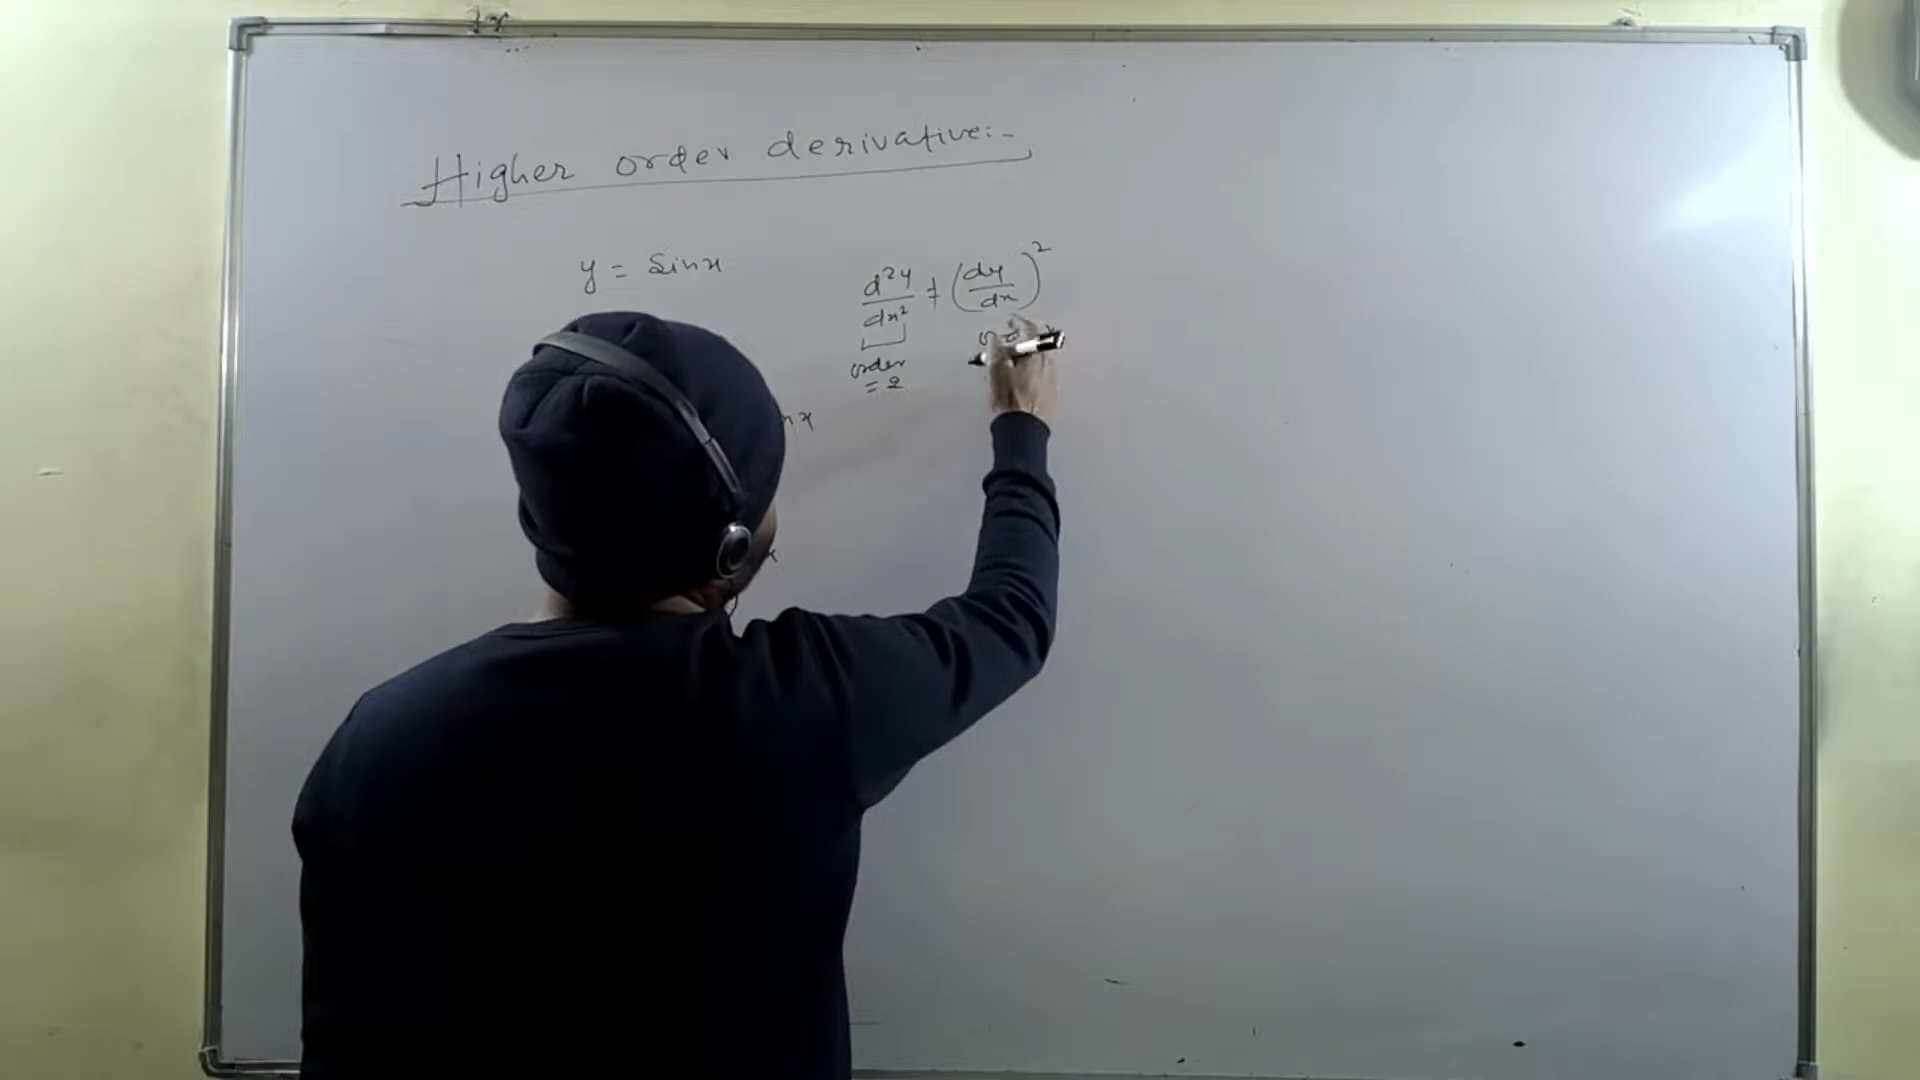 Higher order derivative:-
y = Sinx
d²y/dx² ≠ (dy/dx)²
order
= 2